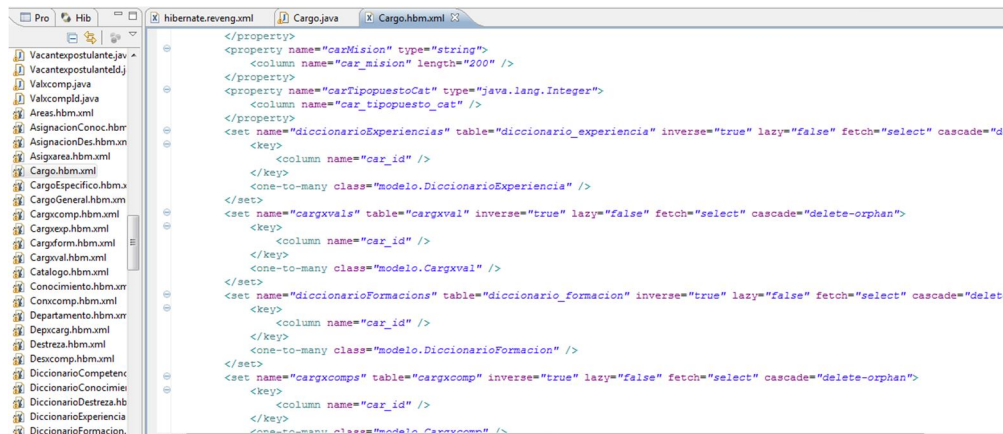 Pro
Hib
hibernate.reveng.xml
Cargo.java
Cargo.hbm.xml
Vacantexpostulante.jav
VacantexpostulanteId.j
Valxcomp.java
ValxcompId.java
Areas.hbm.xml
AsignacionConoc.hbm
AsignacionDes.hbm.xn
Asigxarea.hbm.xml
Cargo.hbm.xml
CargoEspecifico.hbm.x
CargoGeneral.hbm.xm
Cargxcomp.hbm.xml
Cargxexp.hbm.xml
Cargxform.hbm.xml
Cargxval.hbm.xml
Catalogo.hbm.xml
Conocimiento.hbm.xm
Conxcomp.hbm.xml
Departamento.hbm.xm
Depxcarg.hbm.xml
Destreza.hbm.xml
Desxcomp.hbm.xml
DiccionarioCompetenc
DiccionarioConocimier
DiccionarioDestreza.hb
DiccionarioExperiencia
DiccionarioFormacion.
</property>
<property name="carMision" type="string">
<column name="car_mision" length="200" />
</property>
<property name="carTipopuestoCat" type="java.lang.Integer">
<column name="car_tipopuesto_cat" />
</property>
<set name="diccionarioExperiencias" table="diccionario_experiencia" inverse="true" lazy="false" fetch="select" cascade="d
<key>
<column name="car_id" />
</key>
<one-to-many class="modelo.DiccionarioExperiencia" />
</set>
<set name="cargxvals" table="cargxval" inverse="true" lazy="false" fetch="select" cascade="delete-orphan">
<key>
<column name="car_id" />
</key>
<one-to-many class="modelo.Cargxval" />
</set>
<set name="diccionarioFormacions" table="diccionario_formacion" inverse="true" lazy="false" fetch="select" cascade="delet
<key>
<column name="car_id" />
</key>
<one-to-many class="modelo.DiccionarioFormacion" />
</set>
<set name="cargxcomps" table="cargxcomp" inverse="true" lazy="false" fetch="select" cascade="delete-orphan">
<key>
<column name="car_id" />
</key>
<one-to-many class="modelo.Cargxcomp" />